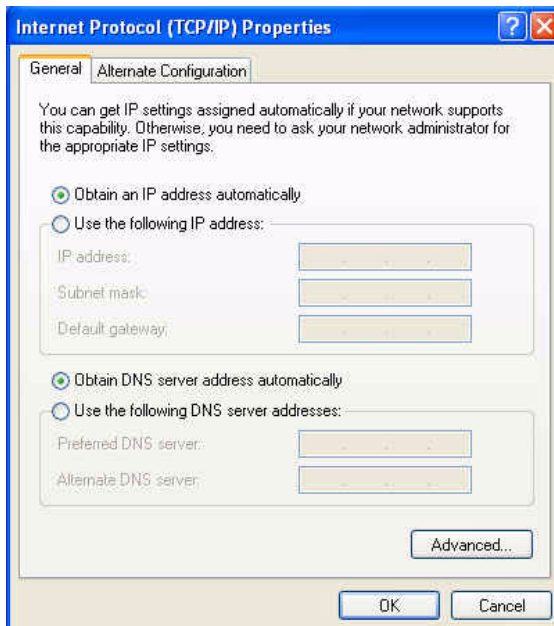 Internet Protocol (TCP/IP) Properties
General
Alternate Configuration
You can get IP settings assigned automatically if your network supports
this capability. Otherwise, you need to ask your network administrator for
the appropriate IP settings.
Obtain an IP address automatically
Use the following IP address:
IP address:
Subnet mask:
Default gateway:
Obtain DNS server address automatically
Use the following DNS server addresses:
Preferred DNS server:
Alternate DNS server:
Advanced...
OK
Cancel